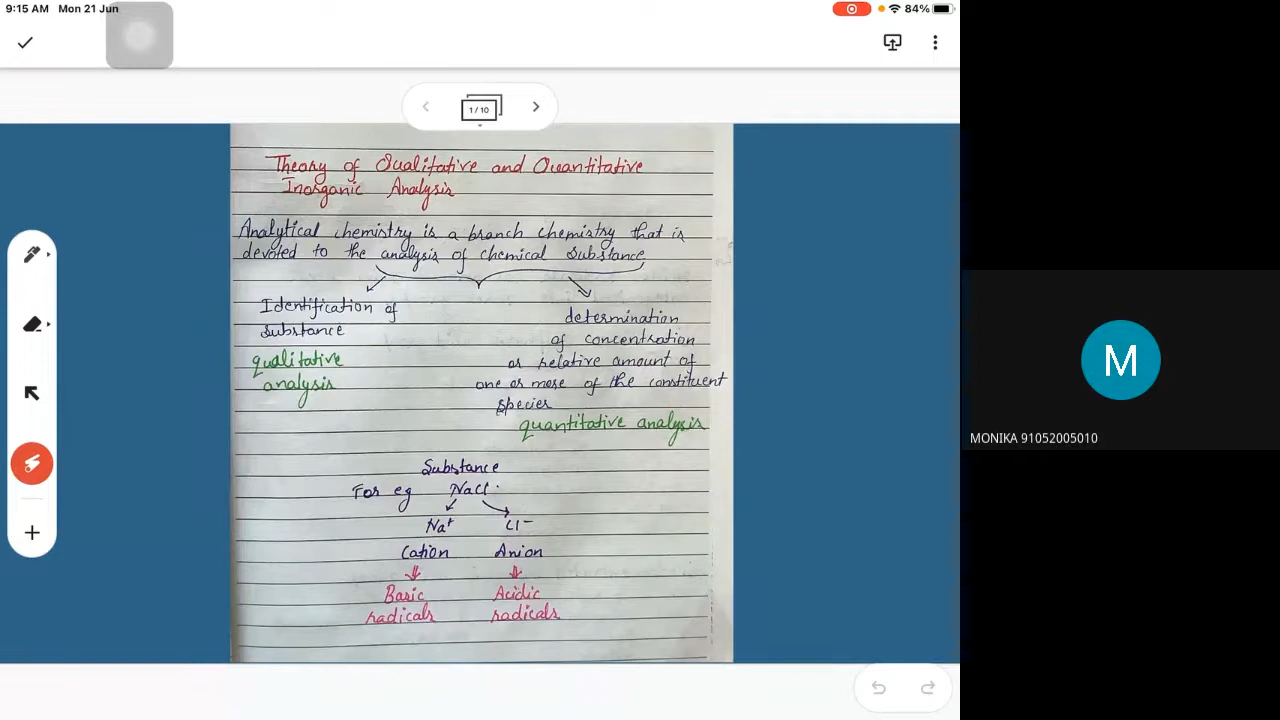 9:15 AM Mon 21 Jun
84%
1/10
Theory of Qualitative and Quantitative
Inorganic Analysis
Analytical chemistry is a branch chemistry that is
devoted to the analysis of chemical substance
Identification of
substance
qualitative
analysis
determination
of concentration
or relative amount of
one or more of the constituent
species
quantitative analysis
Substance
For eg NaCl.
Na+ Cl-
Cation Anion
Basic Acidic
radicals radicals
M
MONIKA 91052005010